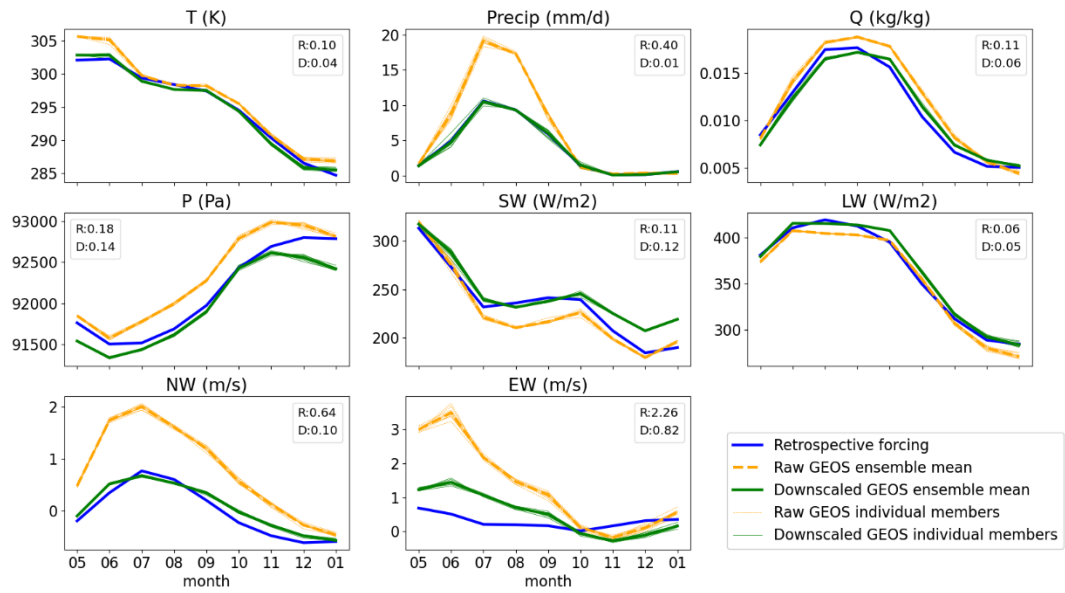 T (K)
305
300
295
290
285
R:0.10
D:0.04
Precip (mm/d)
20
15
10
5
0
R:0.40
D:0.01
Q (kg/kg)
0.015
0.010
0.005
R:0.11
D:0.06
P (Pa)
93000
92500
92000
91500
R:0.18
D:0.14
SW (W/m2)
300
250
200
R:0.11
D:0.12
LW (W/m2)
400
350
300
R:0.06
D:0.05
NW (m/s)
2
1
0
R:0.64
D:0.10
05 06 07 08 09 10 11 12 01
month
EW (m/s)
3
2
1
0
R:2.26
D:0.82
05 06 07 08 09 10 11 12 01
month
Retrospective forcing
Raw GEOS ensemble mean
Downscaled GEOS ensemble mean
Raw GEOS individual members
Downscaled GEOS individual members